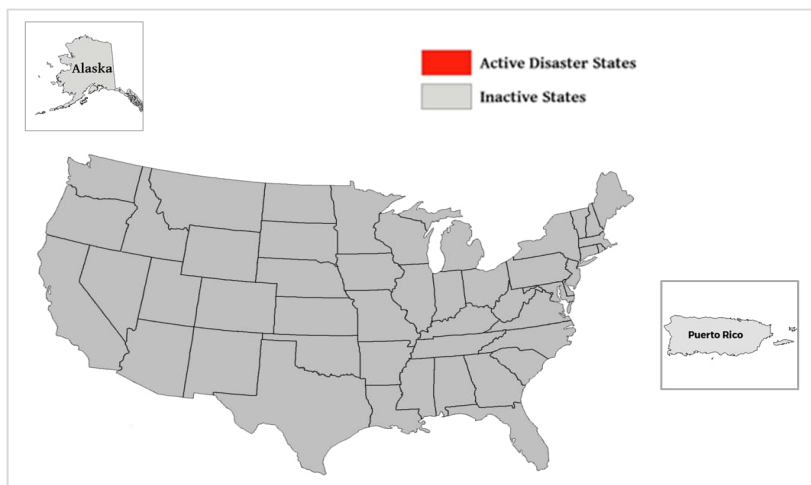 Alaska
Active Disaster States
Inactive States
Puerto Rico